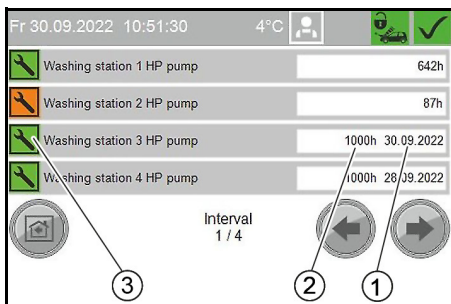 Fr 30.09.2022 10:51:30 4°C
Washing station 1 HP pump 642h
Washing station 2 HP pump 87h
Washing station 3 HP pump 1000h 30.09.2022
Washing station 4 HP pump 1000h 28.09.2022
Interval
1 / 4
3 2 1